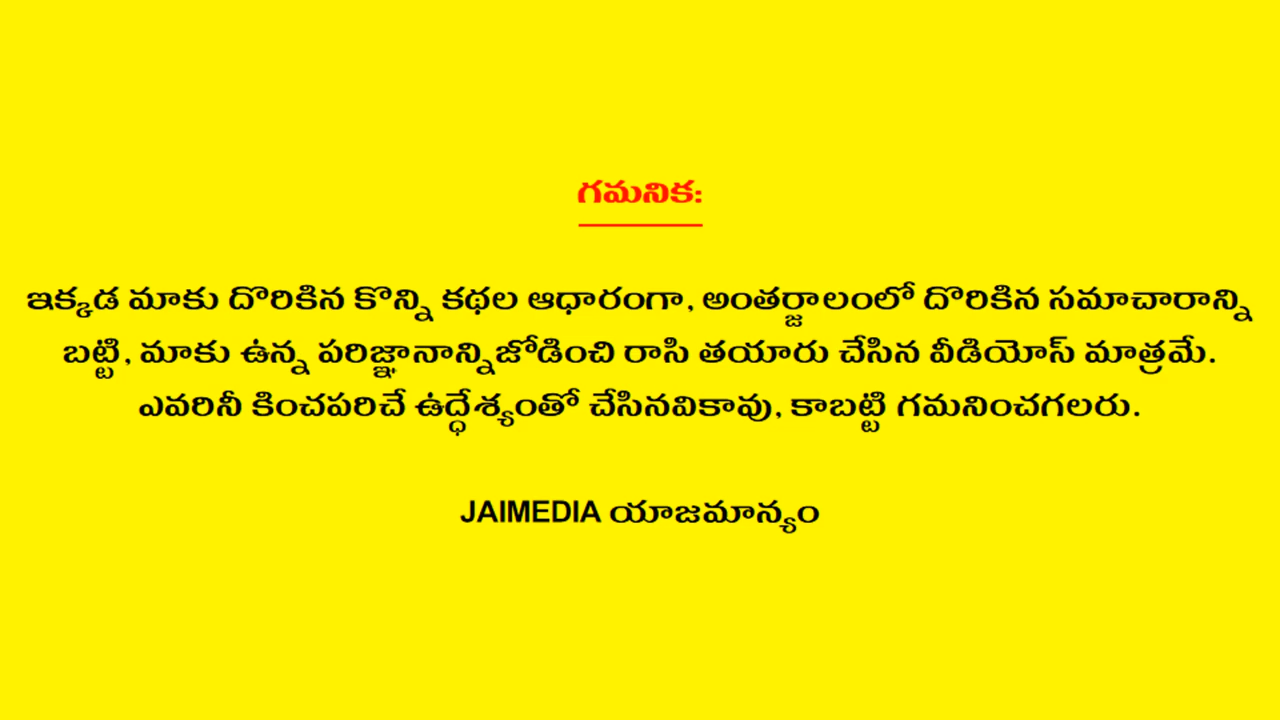 గమనిక:
ఇక్కడ మాకు దొరికిన కొన్ని కథల ఆధారంగా, అంతర్జాలంలో దొరికిన సమాచారాన్ని
బట్టి, మాకు ఉన్న పరిజ్ఞానాన్నిజోడించి రాసి తయారు చేసిన వీడియోస్ మాత్రమే.
ఎవరినీ కించపరిచే ఉద్ధేశ్యంతో చేసినవికావు, కాబట్టి గమనించగలరు.
JAIMEDIA యాజమాన్యం